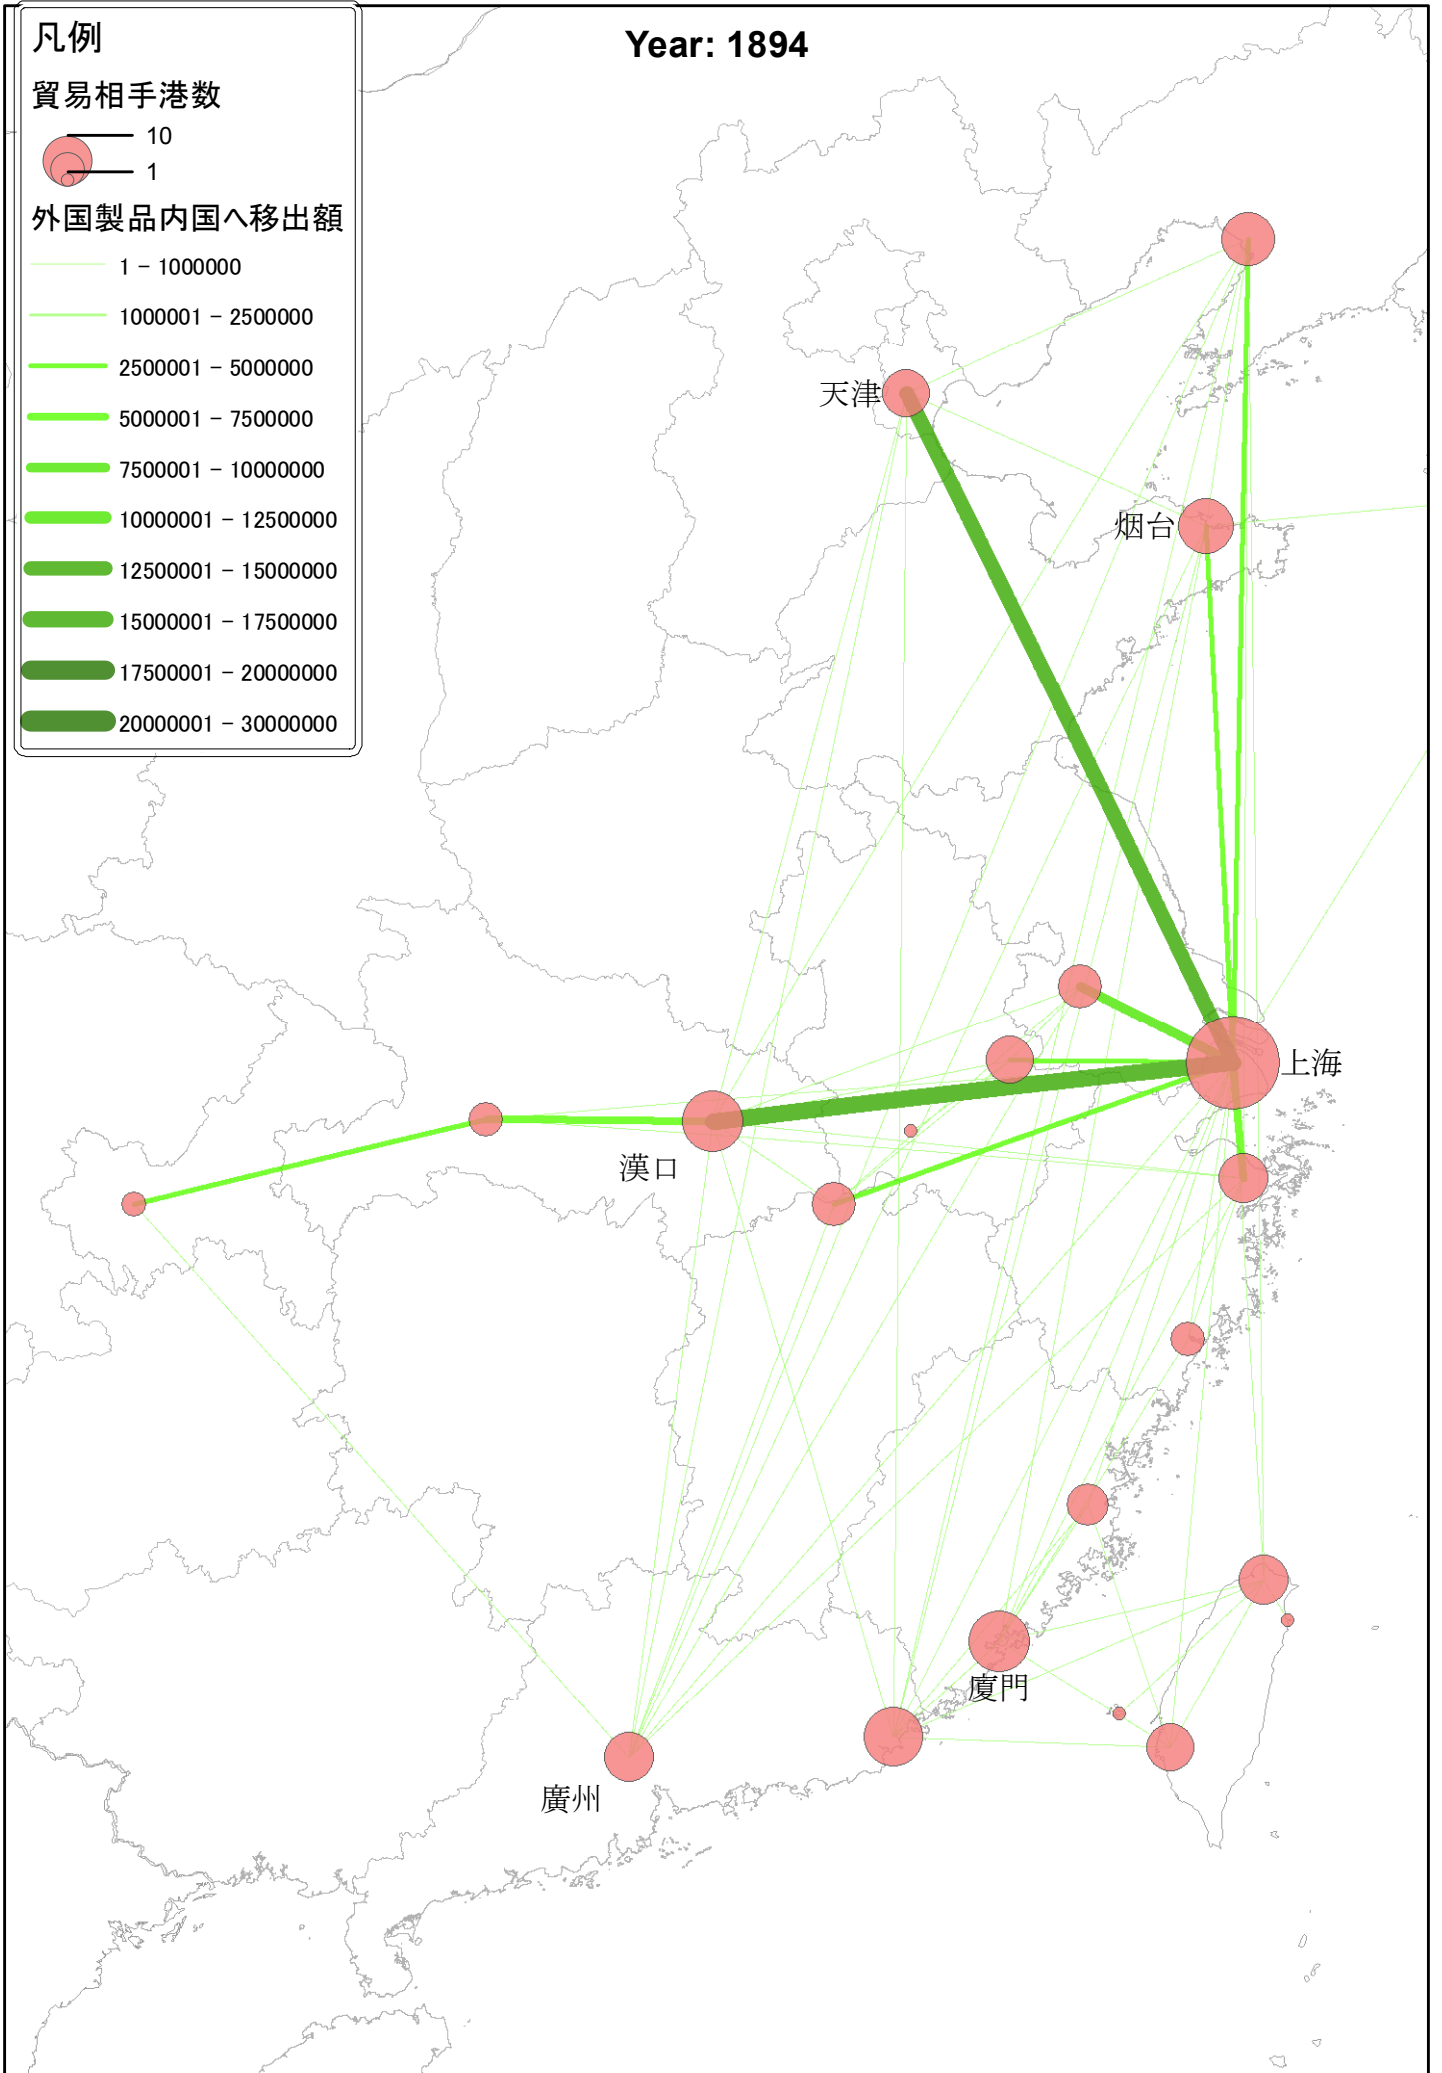 Year: 1894
凡例
貿易相手港数
10
1
外国製品内国へ移出額
1 - 1000000
1000001 - 2500000
2500001 - 5000000
5000001 - 7500000
7500001 - 10000000
10000001 - 12500000
12500001 - 15000000
15000001 - 17500000
17500001 - 20000000
20000001 - 30000000
天津
烟台
上海
漢口
廈門
廣州